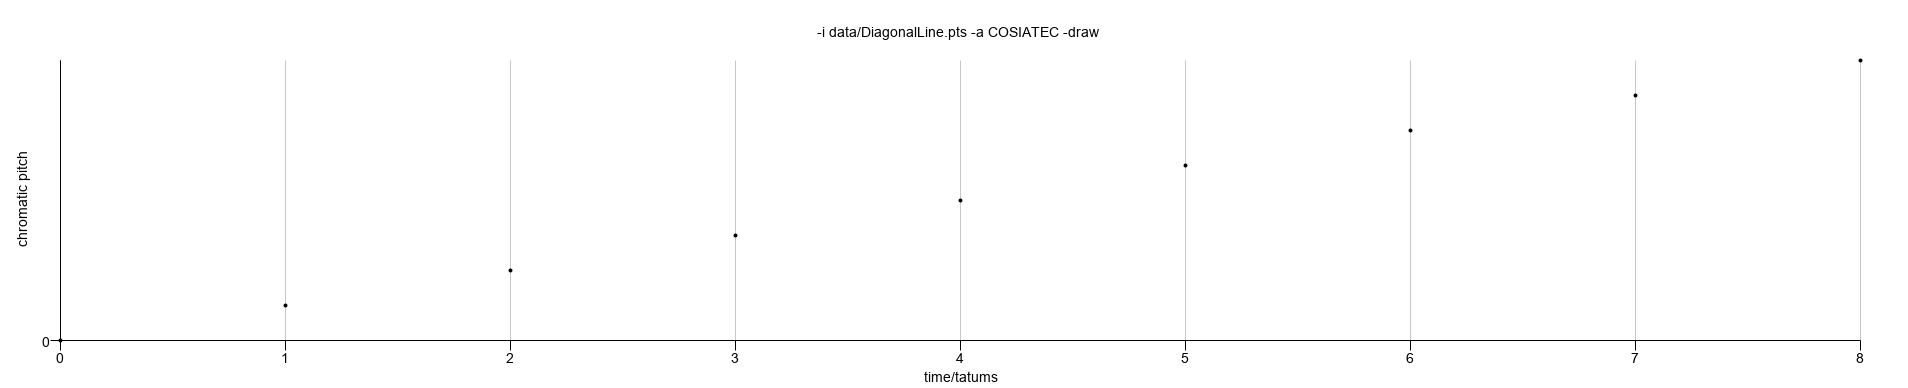 -i data/DiagonalLine.pts -a COSIATEC -draw
chromatic pitch
0
0 1 2 3 4 5 6 7 8
time/tatums